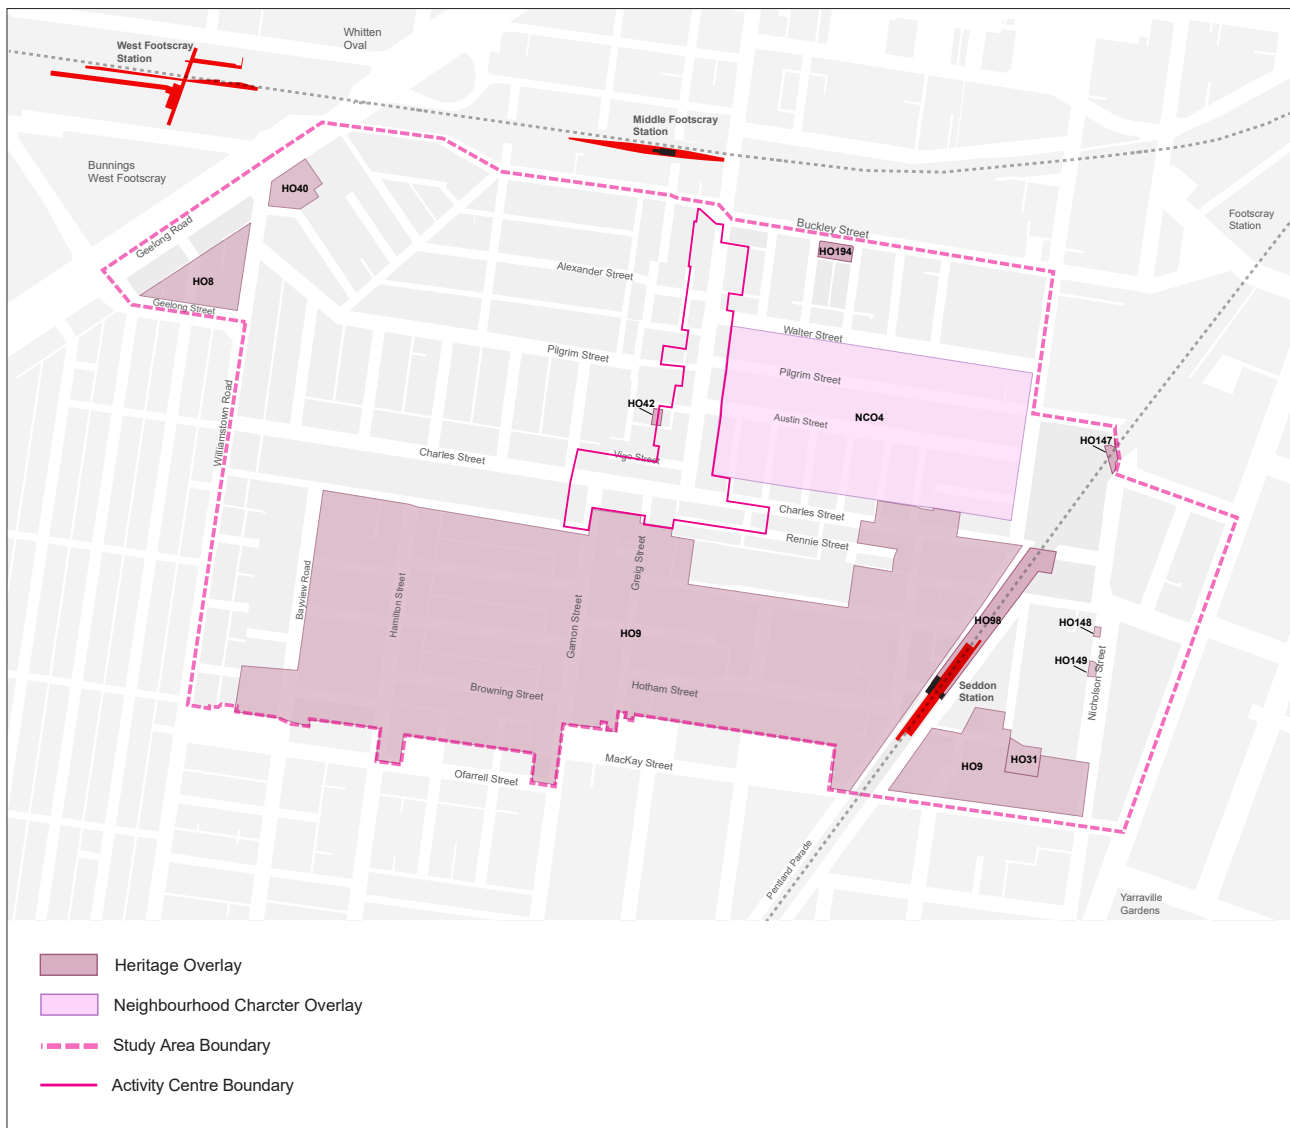 Whitten
Oval
West Footscray
Station
Middle Footscray
Station
Bunnings
West Footscray
HO40
Geelong Road
HO8
Geelong Street
Buckley Street
HO194
Footscray
Station
Alexander Street
Walter Street
Pilgrim Street
Pilgrim Street
HO42
Austin Street
NCO4
HO147
Williamstown Road
Charles Street
Vigo Street
Charles Street
Rennie Street
Bayview Road
Hamilton Street
Gamon Street
Greig Street
HO9
HO98
HO148
HO149
Nicholson Street
Browning Street
Hotham Street
Seddon
Station
HO9
HO31
MacKay Street
Ofarrell Street
Pentland Parade
Yarraville
Gardens
Heritage Overlay
Neighbourhood Charcter Overlay
Study Area Boundary
Activity Centre Boundary